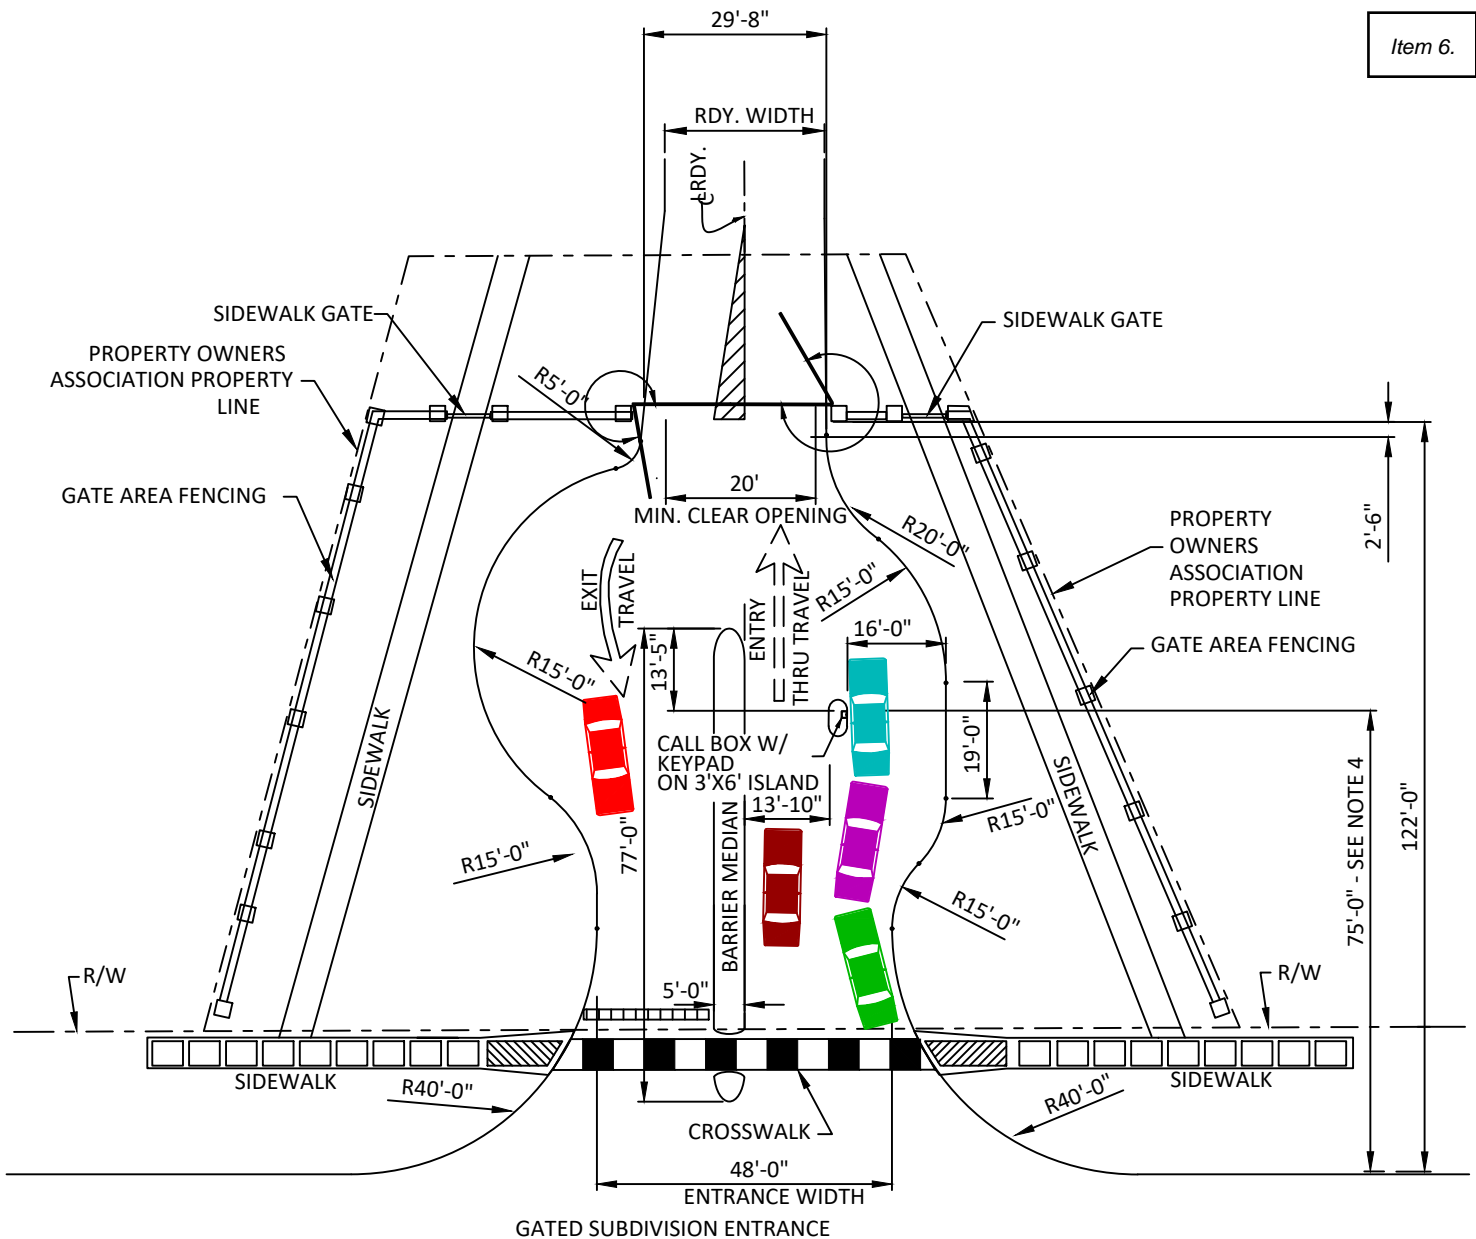 29'-8"
Item 6.
RDY. WIDTH
CL RDY.
SIDEWALK GATE
SIDEWALK GATE
PROPERTY OWNERS
ASSOCIATION PROPERTY
LINE
R5'-0"
GATE AREA FENCING
20'
MIN. CLEAR OPENING
R20'-0"
2'-6"
PROPERTY
OWNERS
ASSOCIATION
PROPERTY LINE
EXIT
TRAVEL
ENTRY
THRU TRAVEL
R15'-0"
16'-0"
GATE AREA FENCING
13'-5"
R15'-0"
SIDEWALK
CALL BOX W/
KEYPAD
ON 3'X6' ISLAND
19'-0"
SIDEWALK
13'-10"
R15'-0"
77'-0"
BARRIER MEDIAN
R15'-0"
R15'-0"
75'-0" - SEE NOTE 4
122'-0"
R/W
5'-0"
R/W
SIDEWALK
SIDEWALK
R40'-0"
R40'-0"
CROSSWALK
48'-0"
ENTRANCE WIDTH
GATED SUBDIVISION ENTRANCE